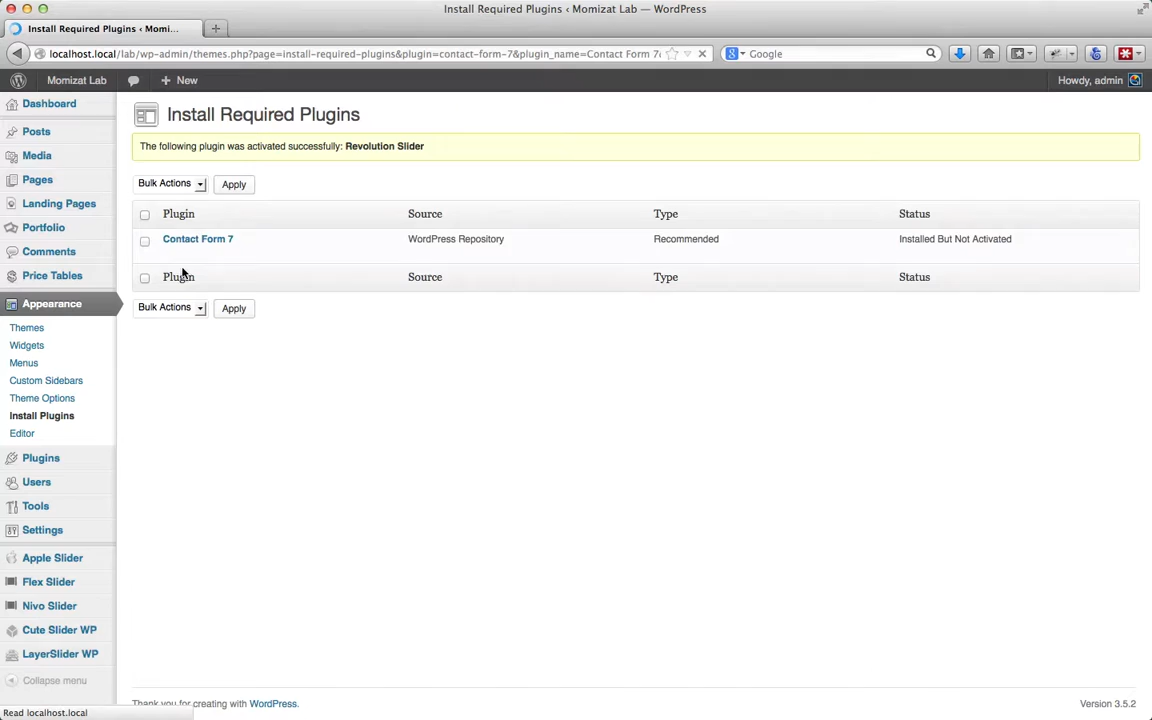 Install Required Plugins ‹ Momizat Lab — WordPress
Install Required Plugins ‹ Momi...
localhost.local/lab/wp-admin/themes.php?page=install-required-plugins&plugin=contact-form-7&plugin_name=Contact Form 7
Google
Momizat Lab
New
Howdy, admin
Dashboard
Posts
Media
Pages
Landing Pages
Portfolio
Comments
Price Tables
Appearance
Themes
Widgets
Menus
Custom Sidebars
Theme Options
Install Plugins
Editor
Plugins
Users
Tools
Settings
Apple Slider
Flex Slider
Nivo Slider
Cute Slider WP
LayerSlider WP
Collapse menu
Read localhost.local
Install Required Plugins
The following plugin was activated successfully: Revolution Slider
Bulk Actions Apply
Plugin Source Type Status
Contact Form 7 WordPress Repository Recommended Installed But Not Activated
Plugin Source Type Status
Bulk Actions Apply
Thank you for creating with WordPress.
Version 3.5.2